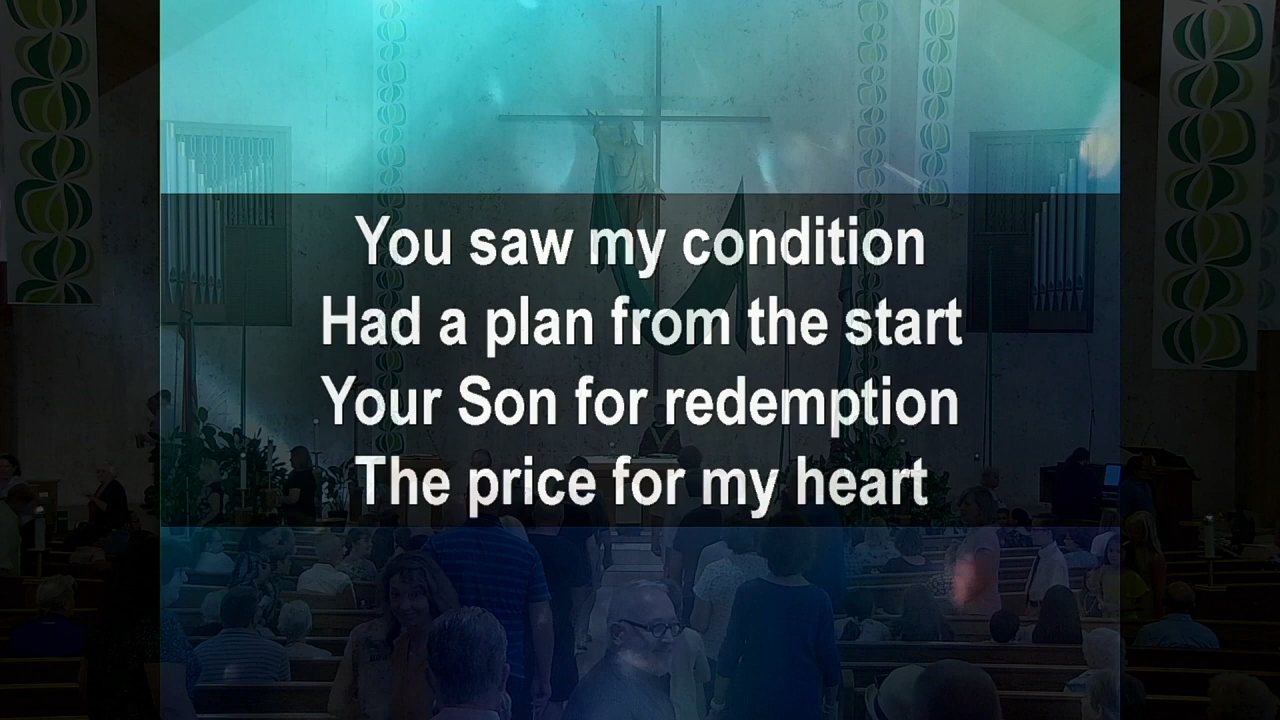 You saw my condition
Had a plan from the start
Your Son for redemption
The price for my heart